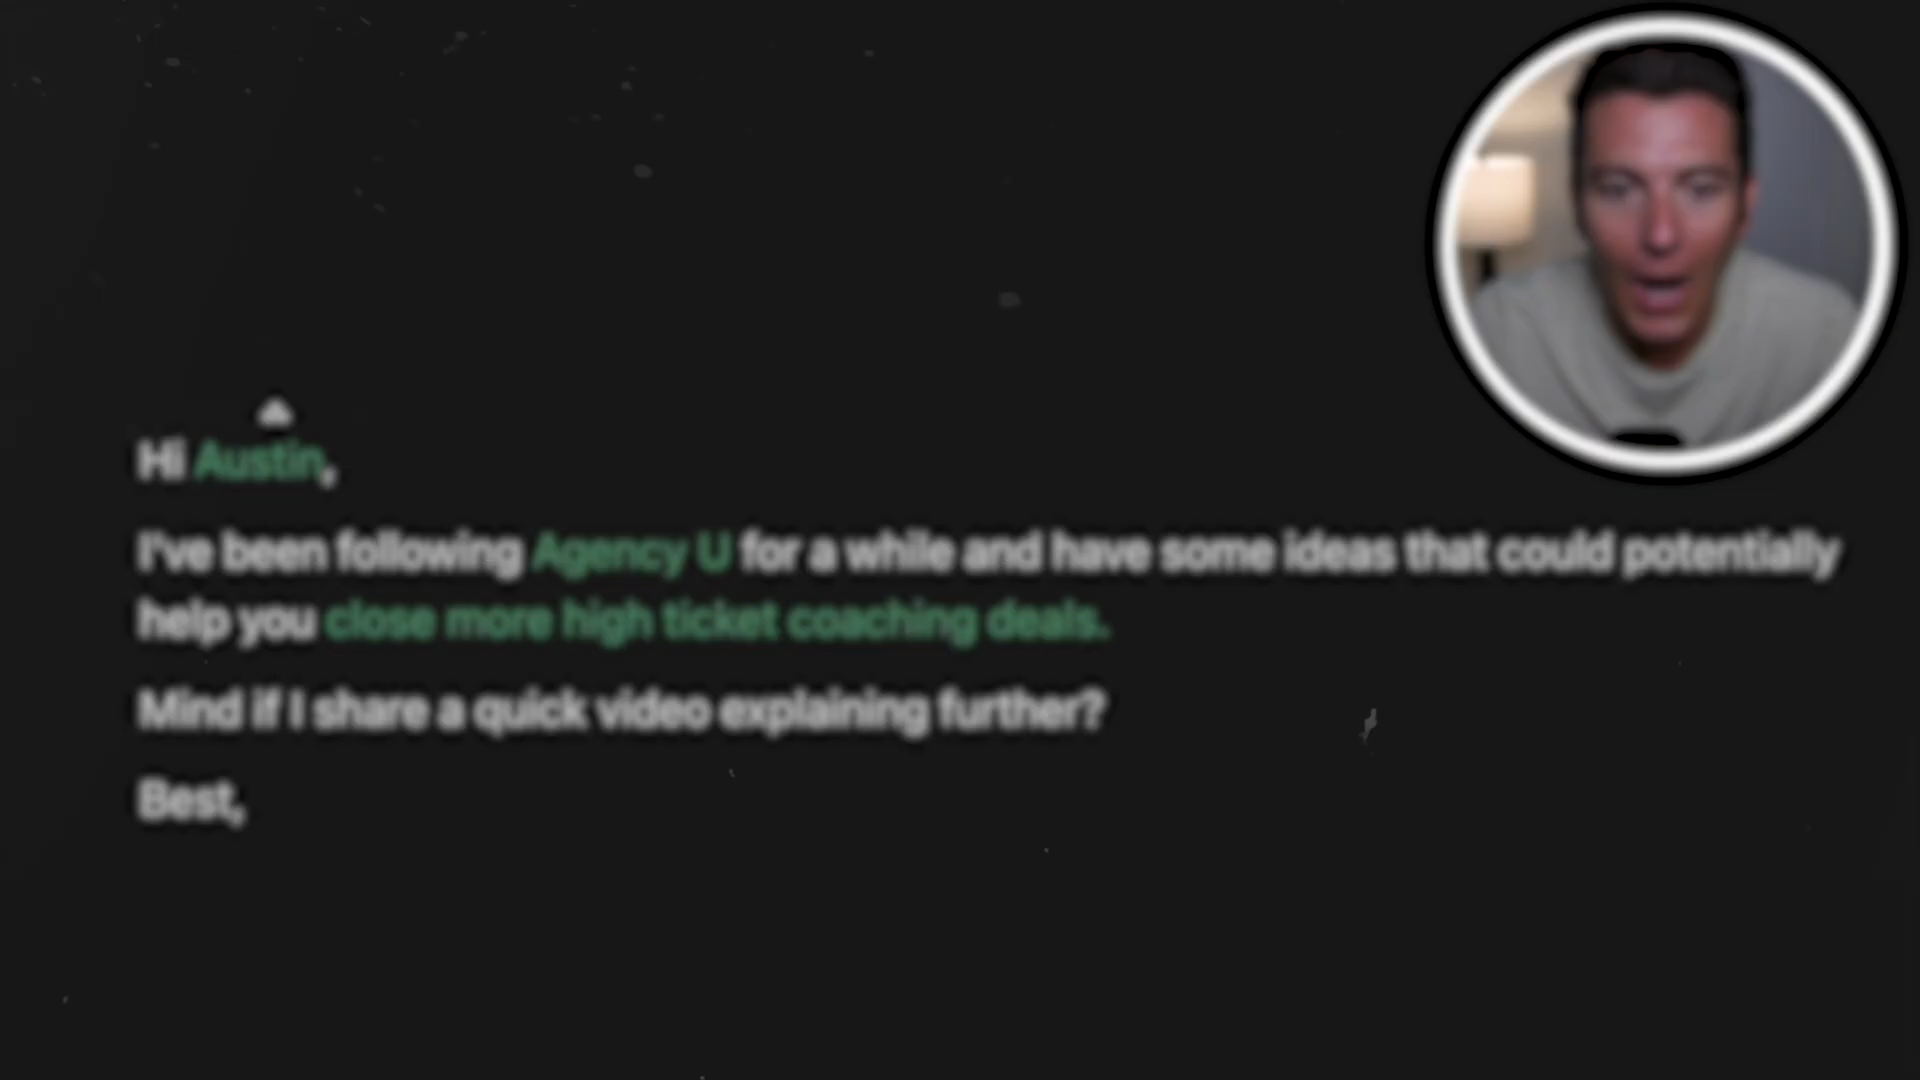 Hi Austin,
I've been following Agency U for a while and have some ideas that could potentially
help you close more high ticket coaching deals.
Mind if I share a quick video explaining further?
Best,